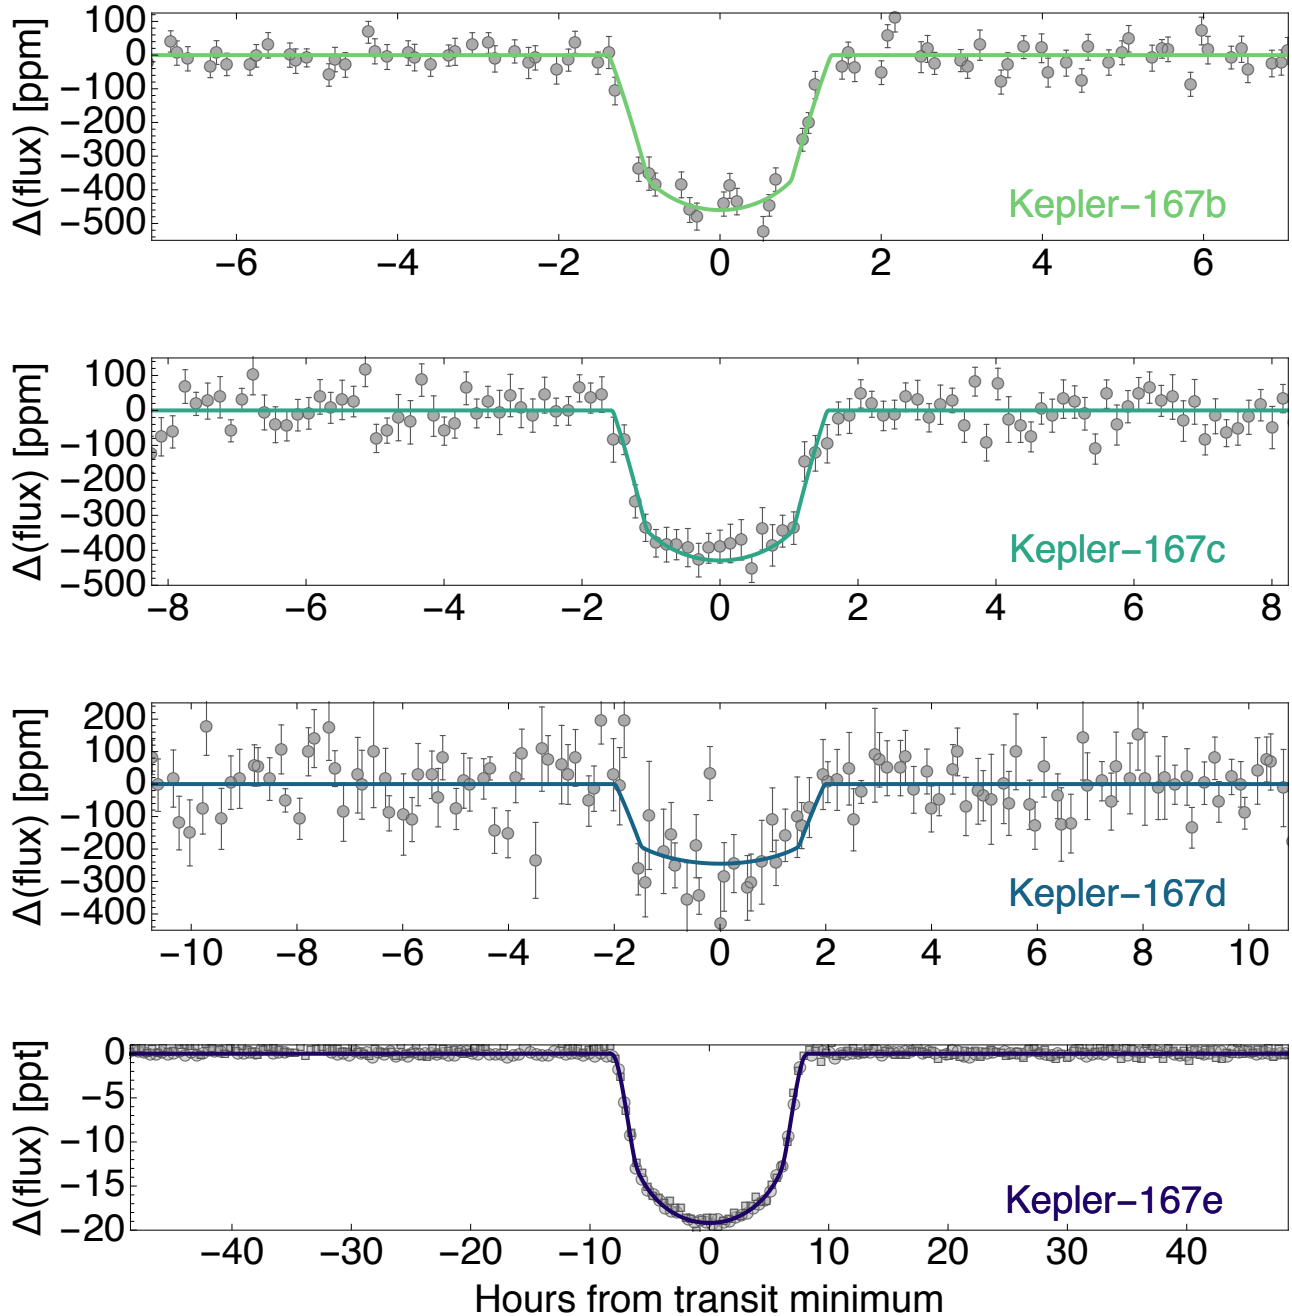 Δ(flux) [ppm]
100
0
−100
−200
−300
−400
−500
Kepler−167b
−6 −4 −2 0 2 4 6
Δ(flux) [ppm]
100
0
−100
−200
−300
−400
−500
Kepler−167c
−8 −6 −4 −2 0 2 4 6 8
Δ(flux) [ppm]
200
100
0
−100
−200
−300
−400
Kepler−167d
−10 −8 −6 −4 −2 0 2 4 6 8 10
Δ(flux) [ppt]
0
−5
−10
−15
−20
Kepler−167e
−40 −30 −20 −10 0 10 20 30 40
Hours from transit minimum